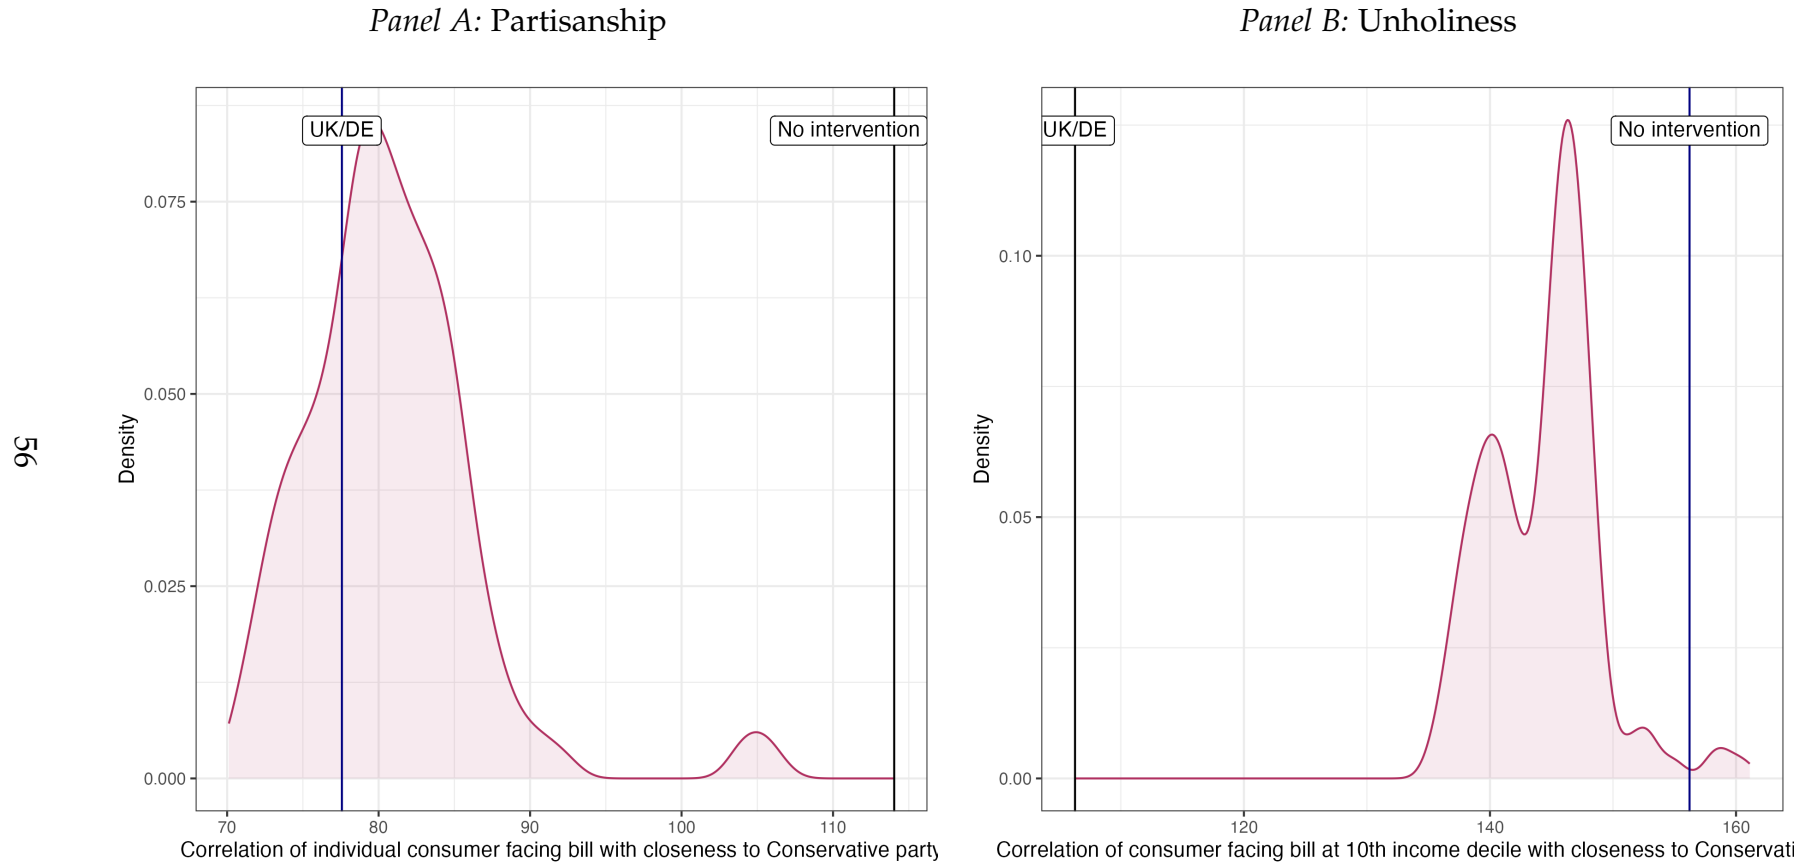 Panel A: Partisanship
UK/DE
No intervention
0.075
0.050
0.025
0.000
Density
70 80 90 100 110
Correlation of individual consumer facing bill with closeness to Conservative party
Panel B: Unholiness
UK/DE
No intervention
0.10
0.05
0.00
Density
120 140 160
Correlation of consumer facing bill at 10th income decile with closeness to Conservati
56